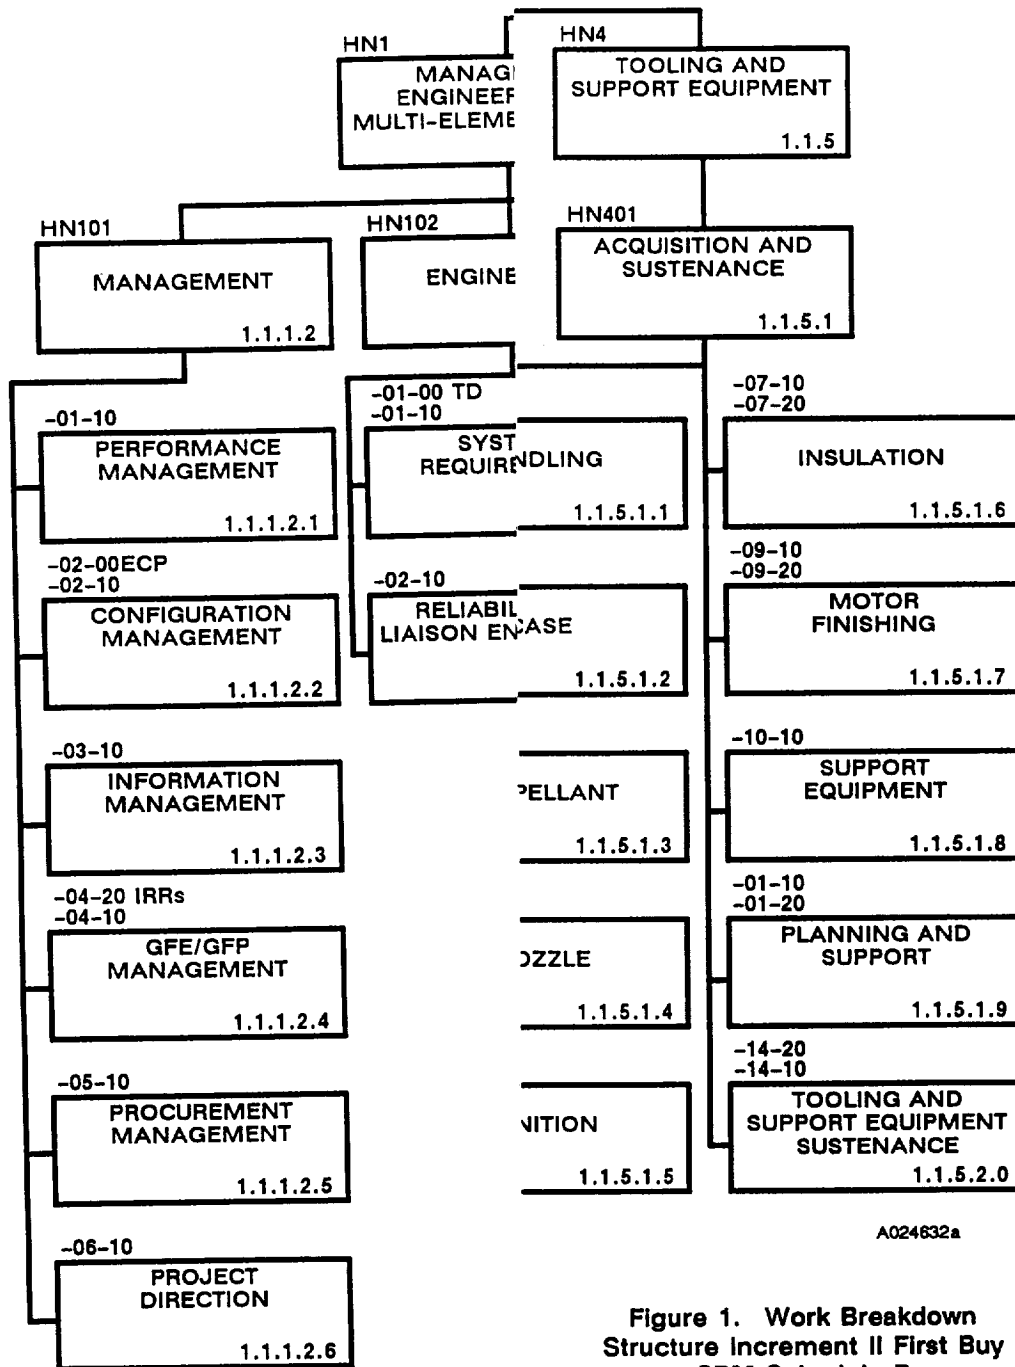 HN1
MULTI-ELEME
HN4
TOOLING AND
SUPPORT EQUIPMENT
1.1.5
HN101
MANAGEMENT
1.1.1.2
HN102
ENGINE
HN401
ACQUISITION AND
SUSTENANCE
1.1.5.1
-01-10
PERFORMANCE
MANAGEMENT
1.1.1.2.1
-02-00ECP
-02-10
CONFIGURATION
MANAGEMENT
1.1.1.2.2
-03-10
INFORMATION
MANAGEMENT
1.1.1.2.3
-04-20 IRRs
-04-10
GFE/GFP
MANAGEMENT
1.1.1.2.4
-05-10
PROCUREMENT
MANAGEMENT
1.1.1.2.5
-06-10
PROJECT
DIRECTION
1.1.1.2.6
-01-00 TD
-01-10
SYST
NDLING
1.1.5.1.1
-02-10
RELIABIL
LIAISON EN
CASE
1.1.5.1.2
PELLANT
1.1.5.1.3
OZZLE
1.1.5.1.4
NITION
1.1.5.1.5
-07-10
-07-20
INSULATION
1.1.5.1.6
-09-10
-09-20
MOTOR
FINISHING
1.1.5.1.7
-10-10
SUPPORT
EQUIPMENT
1.1.5.1.8
-01-10
-01-20
PLANNING AND
SUPPORT
1.1.5.1.9
-14-20
-14-10
TOOLING AND
SUPPORT EQUIPMENT
SUSTENANCE
1.1.5.2.0
A024632a
Figure 1. Work Breakdown
Structure Increment II First Buy